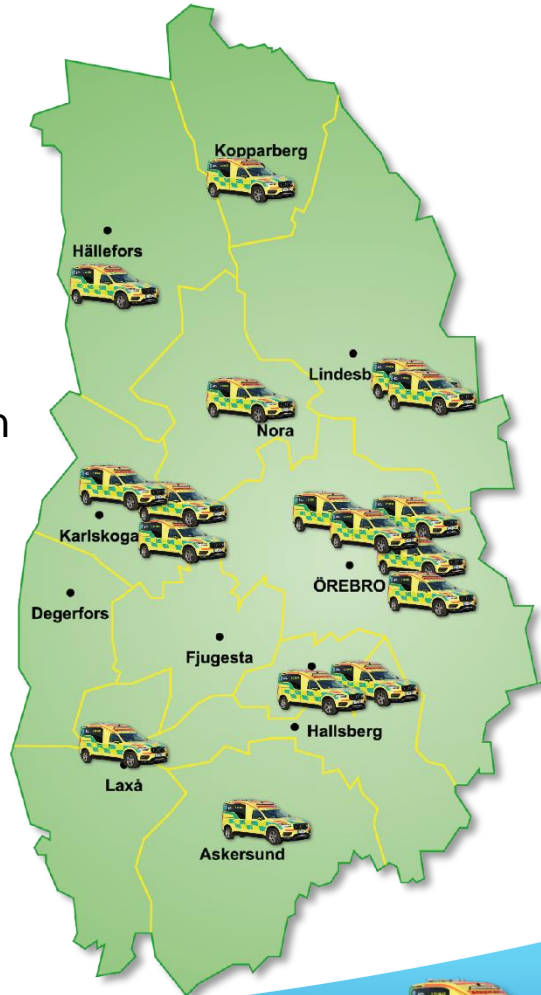 Kopparberg
Hällefors
Lindesb
Nora
n
Karlskoga
ÖREBRO
Degerfors
Fjugesta
Hallsberg
Laxå
Askersund